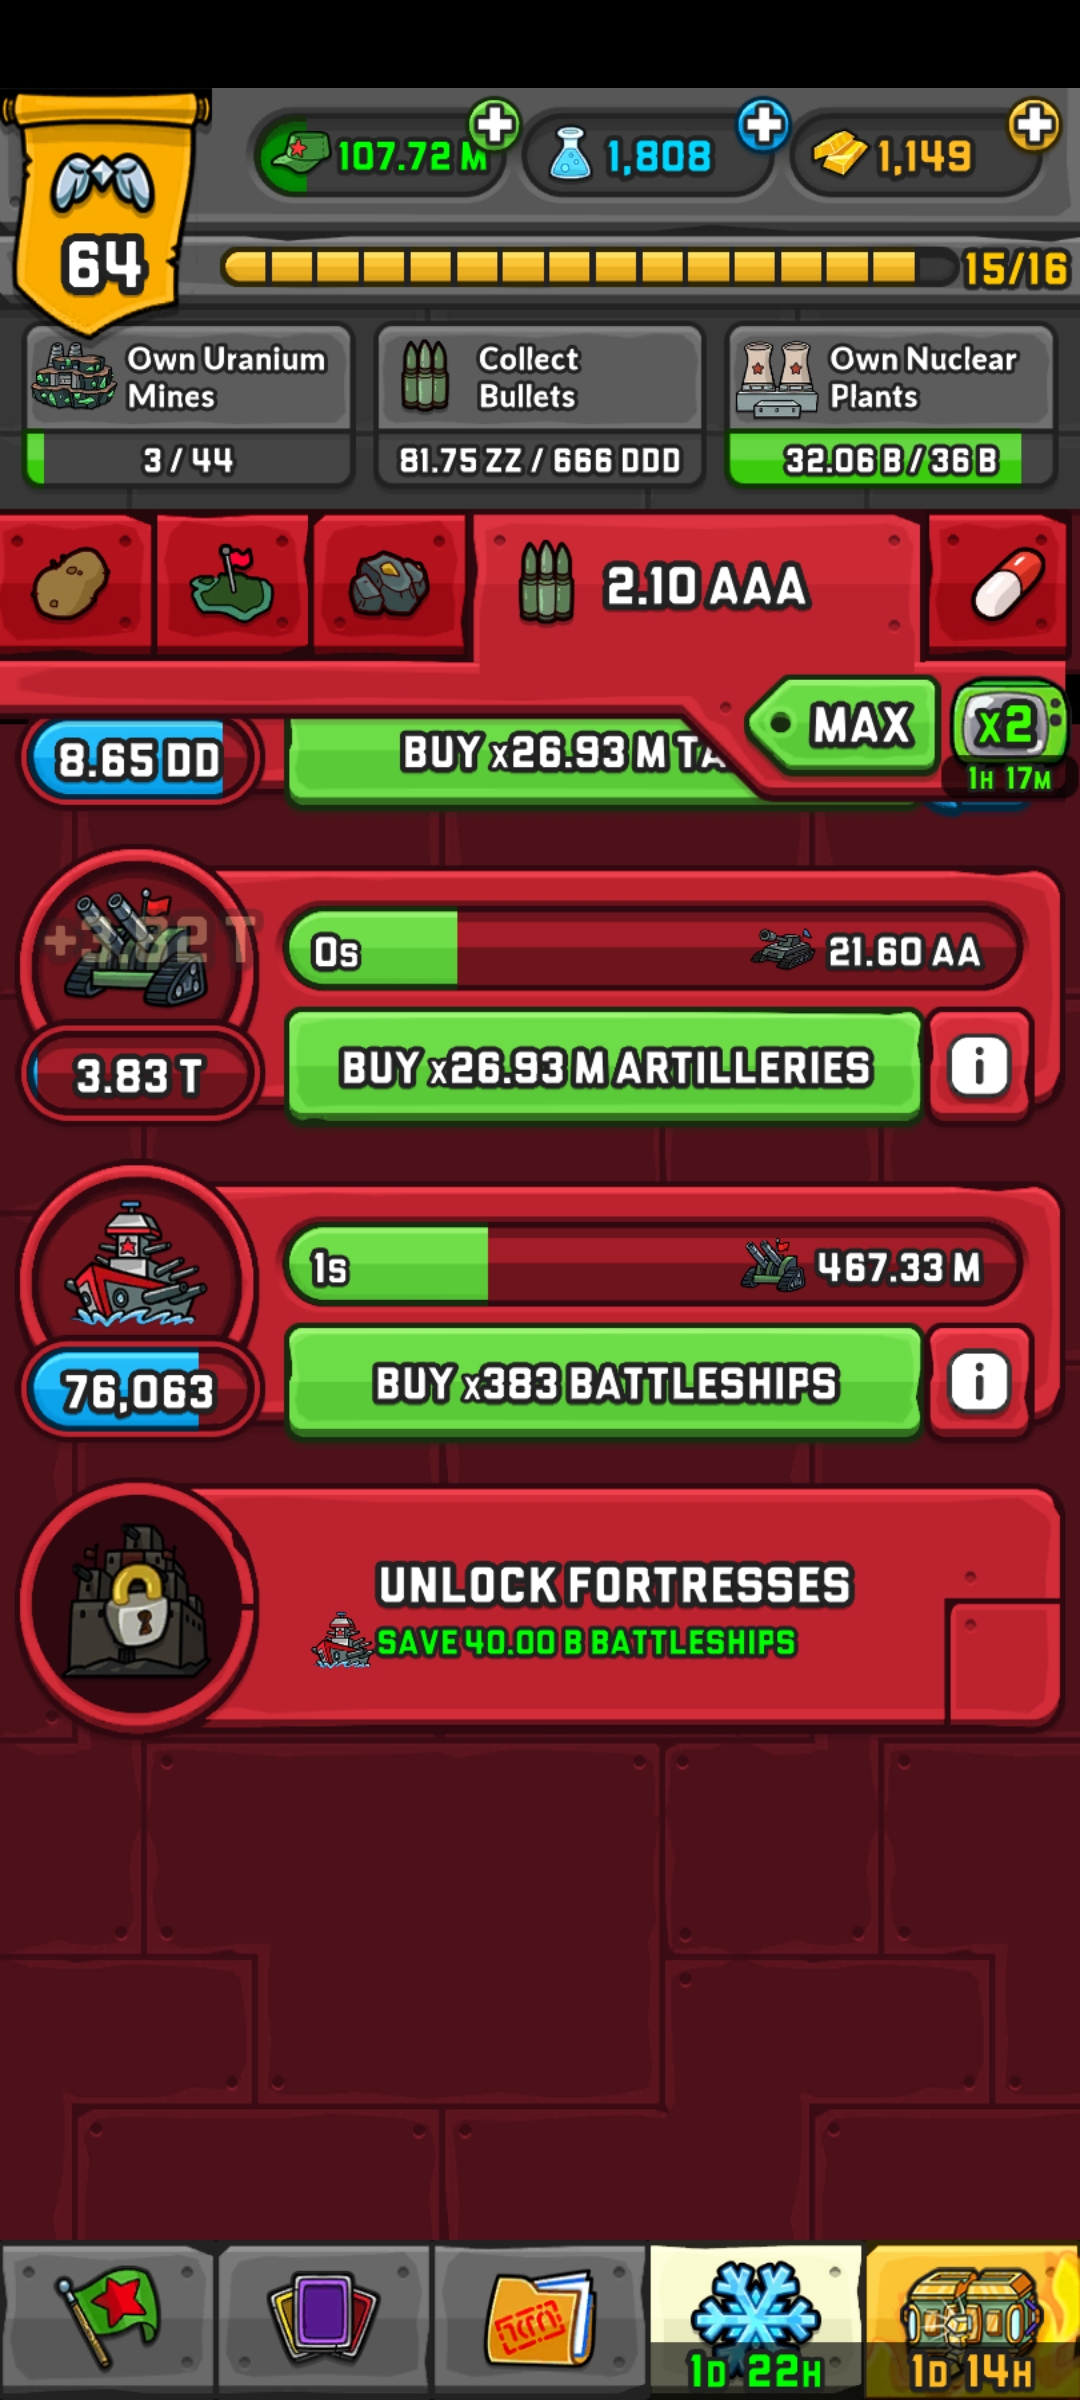 64
107.72 M
1,808
1,149
15/16
Own Uranium
Mines
3 / 44
Collect
Bullets
81.75 ZZ / 666 DDD
Own Nuclear
Plants
32.06 B / 36 B
2.10 AAA
MAX
x2
1H 17M
8.65 DD
BUY x26.93 M TA
+3.82 T
0s
21.60 AA
3.83 T
BUY x26.93 M ARTILLERIES
i
1s
467.33 M
76,063
BUY x383 BATTLESHIPS
i
UNLOCK FORTRESSES
SAVE 40.00 B BATTLESHIPS
1D 22H
1D 14H